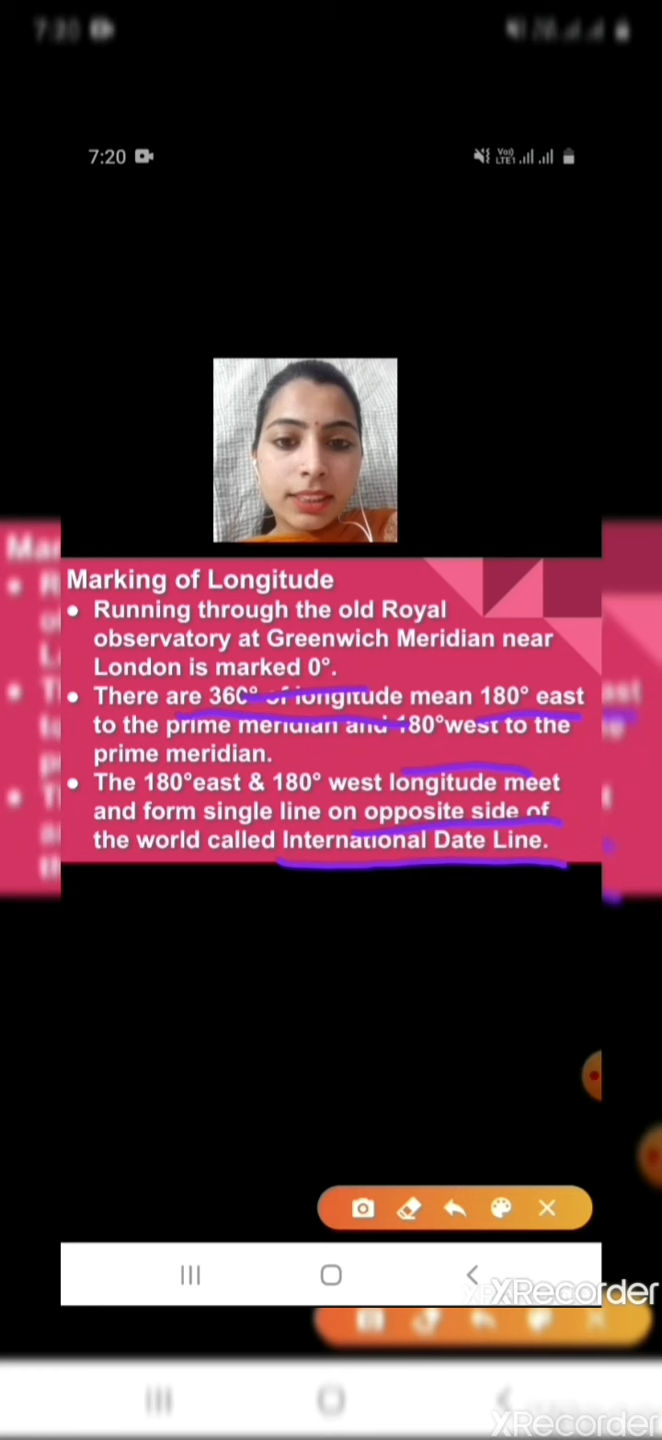 7:20
Vo))
LTE1
Marking of Longitude
● Running through the old Royal
observatory at Greenwich Meridian near
London is marked 0°.
● There are 360° of longitude mean 180° east
to the prime meridian and 180°west to the
prime meridian.
● The 180°east & 180° west longitude meet
and form single line on opposite side of
the world called International Date Line.
XRecorder
XRecorder